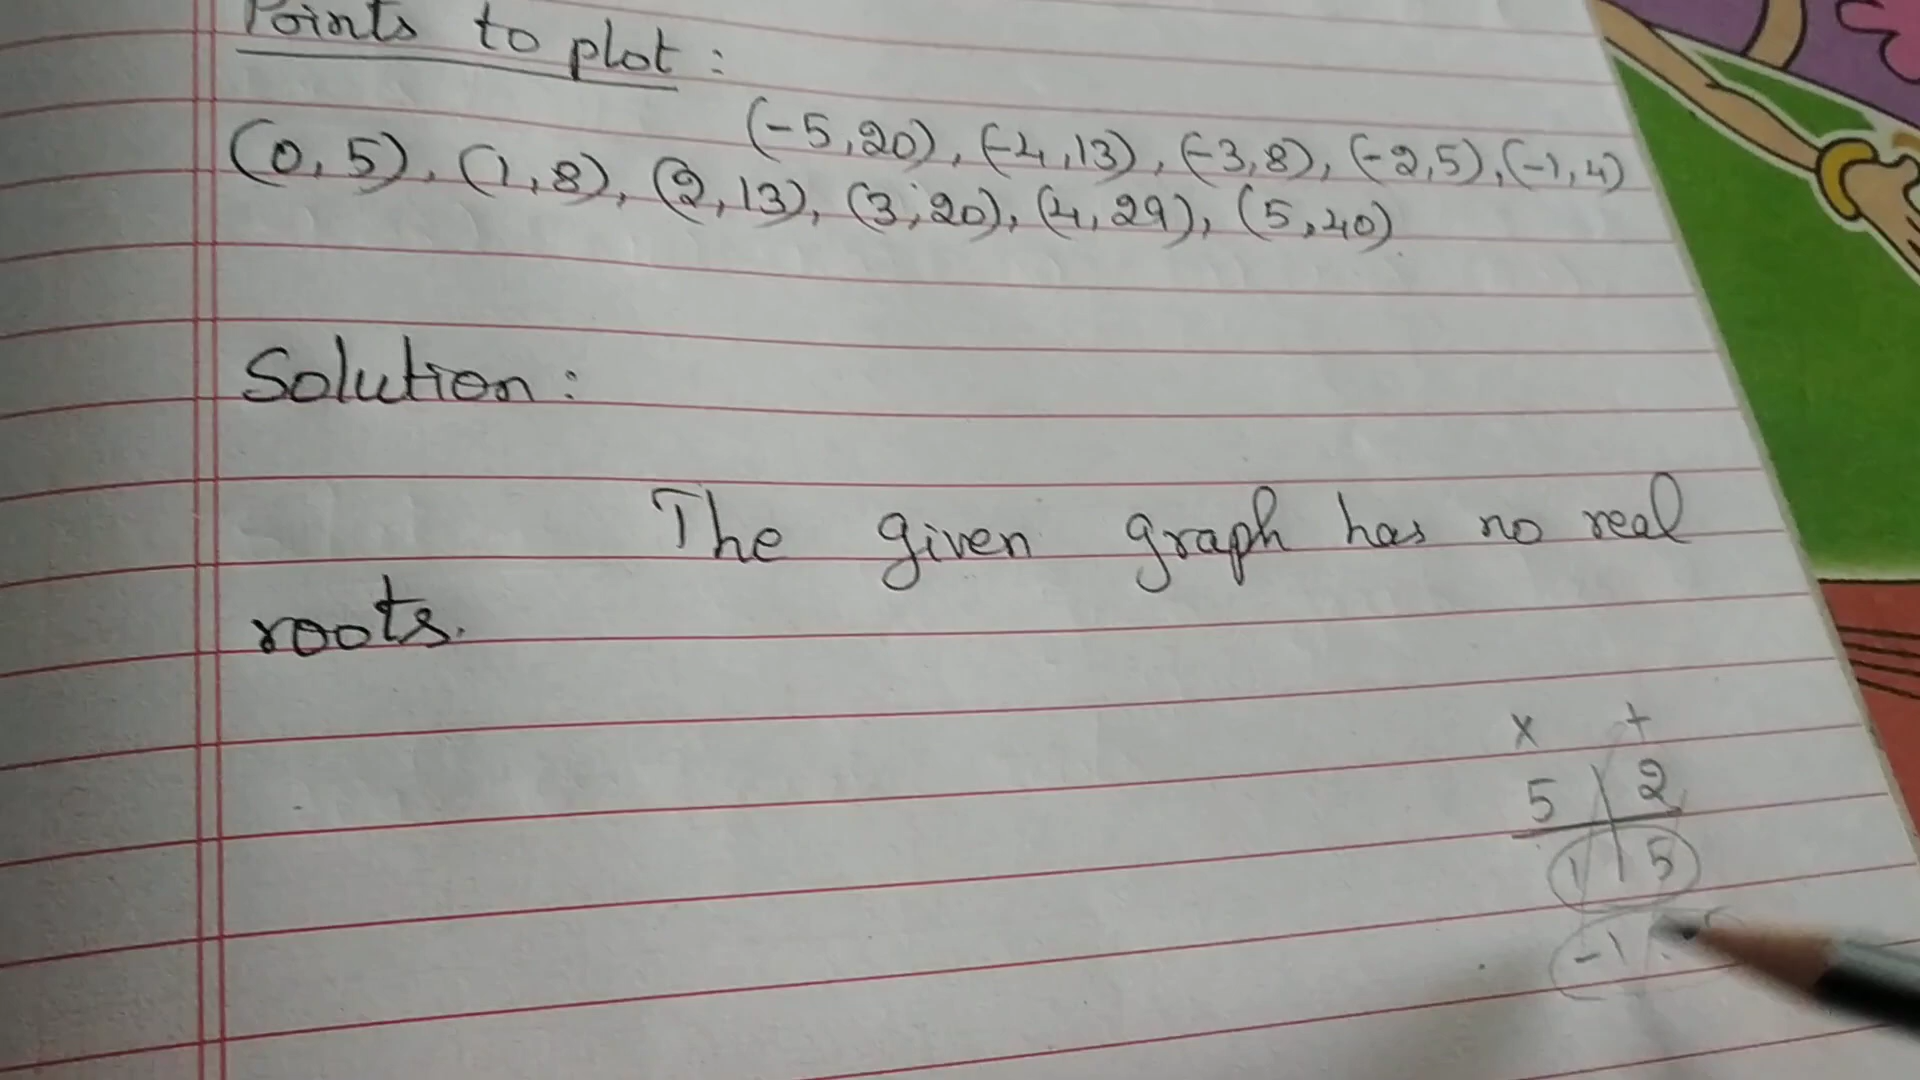 Points to plot :
(-5,20), (-4,13), (-3,8), (-2,5), (-1,4)
(0,5), (1,8), (2,13), (3,20), (4,29), (5,40).
Solution :
The given graph has no real
roots.
x +
5 2
1 5
-1